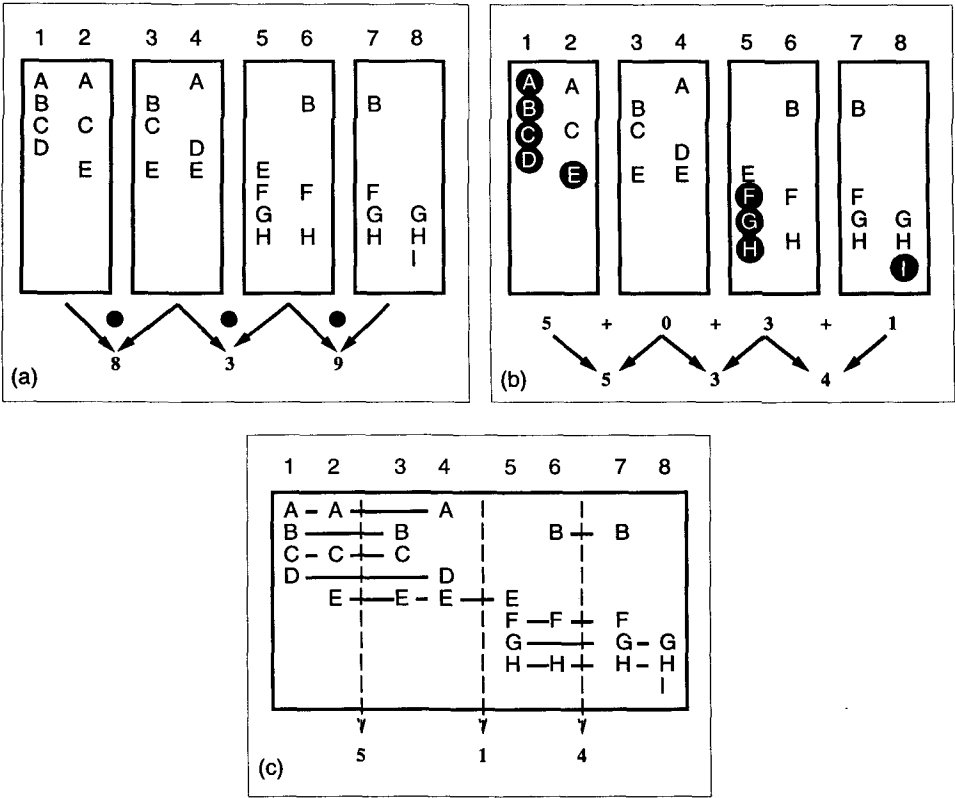 1 2 3 4 5 6 7 8
A A A
B B B B
C C C
D D
E E E E
F F F
G G G
H H H H
I
8 3 9
(a)
1 2 3 4 5 6 7 8
A A A
B B B B
C C C
D D
E E E E
F F F
G G G
H H H H
I
5 + 0 + 3 + 1
5 3 4
(b)
1 2 3 4 5 6 7 8
A A A
B B B B
C C C
D D
E E E E
F F F
G G G
H H H H
I
5 1 4
(c)